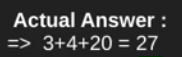 Actual Answer :
=> 3+4+20 = 27